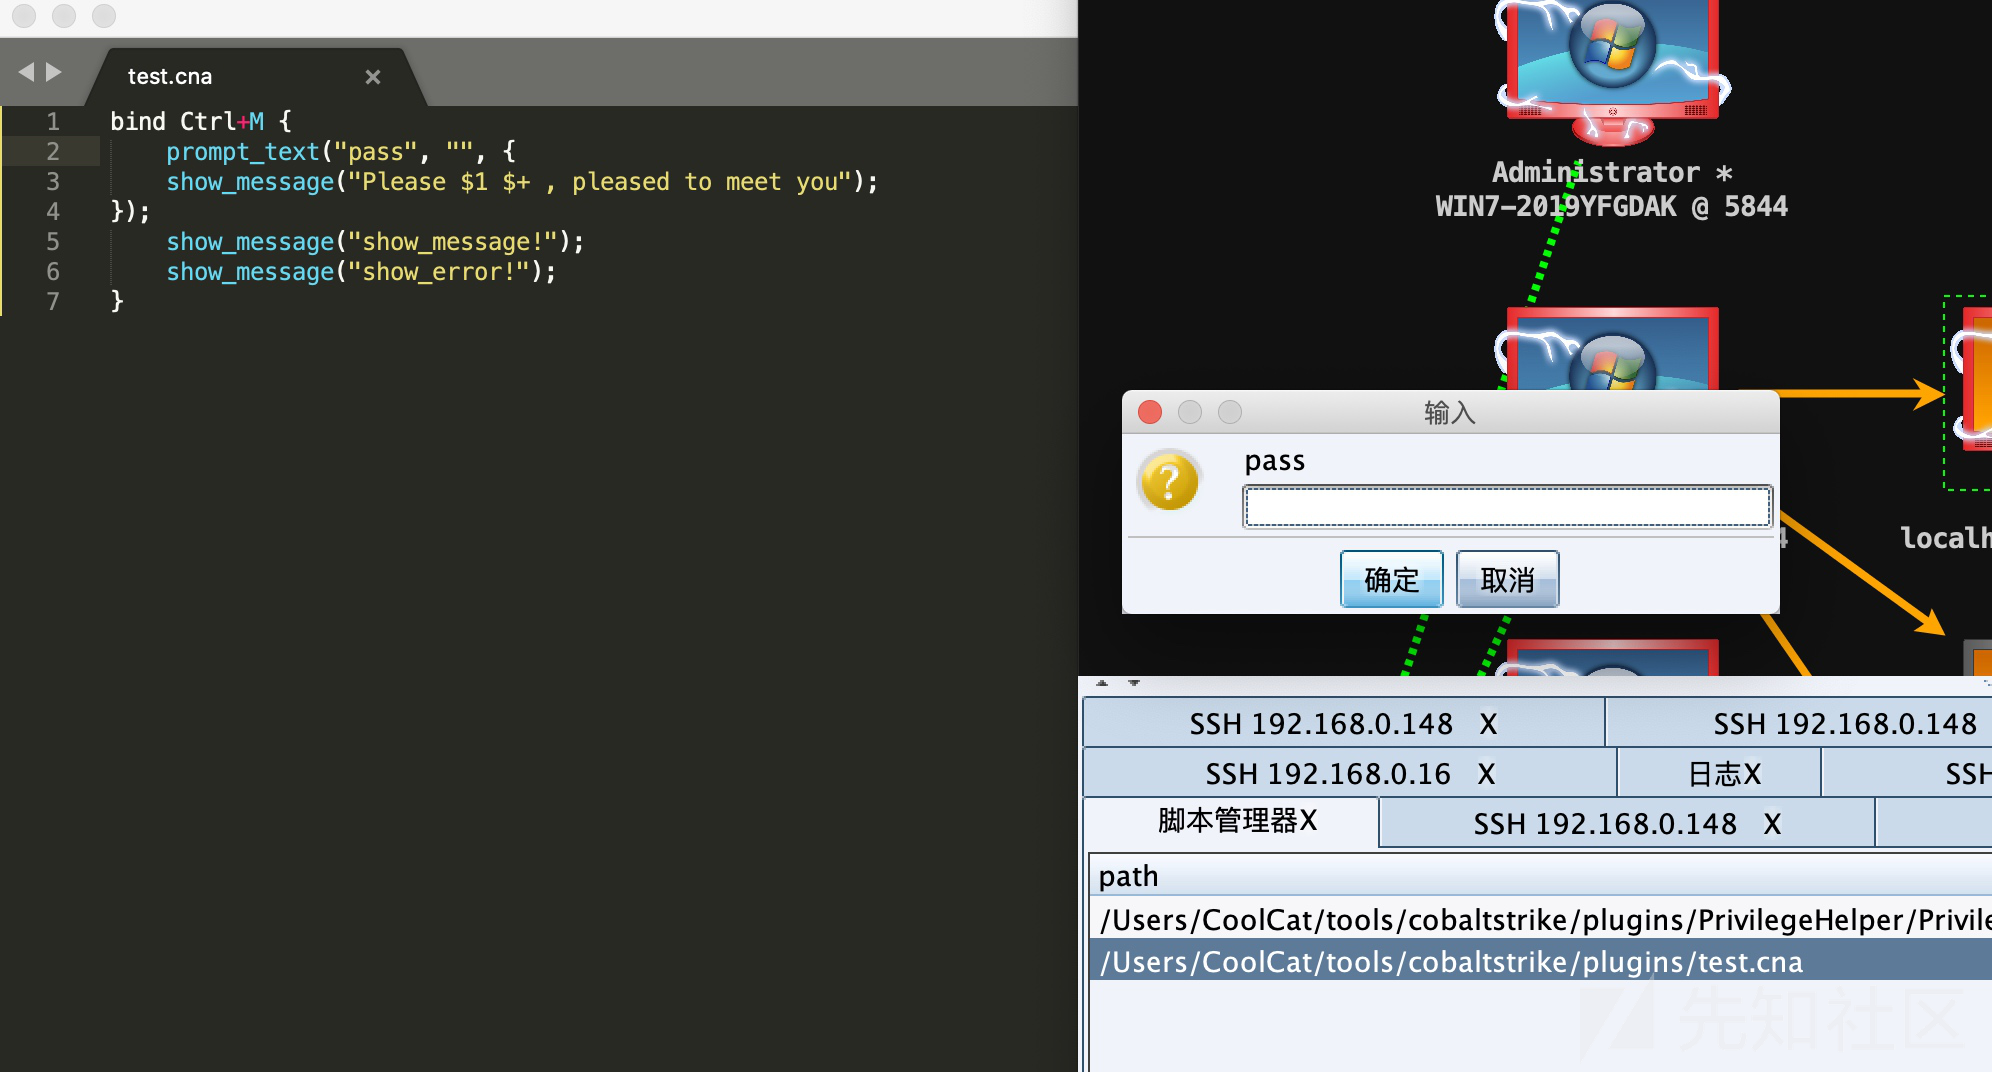 test.cna ×
1 bind Ctrl+M {
2 prompt_text("pass", "", {
3 show_message("Please $1 $+ , pleased to meet you");
4 });
5 show_message("show_message!");
6 show_message("show_error!");
7 }
Administrator *
WIN7-2019YFGDAK @ 5844
输入
pass
确定 取消
4
localh
SSH 192.168.0.148 X SSH 192.168.0.148
SSH 192.168.0.16 X 日志X SSH
脚本管理器X SSH 192.168.0.148 X
path
/Users/CoolCat/tools/cobaltstrike/plugins/PrivilegeHelper/Privile
/Users/CoolCat/tools/cobaltstrike/plugins/test.cna
先知社区